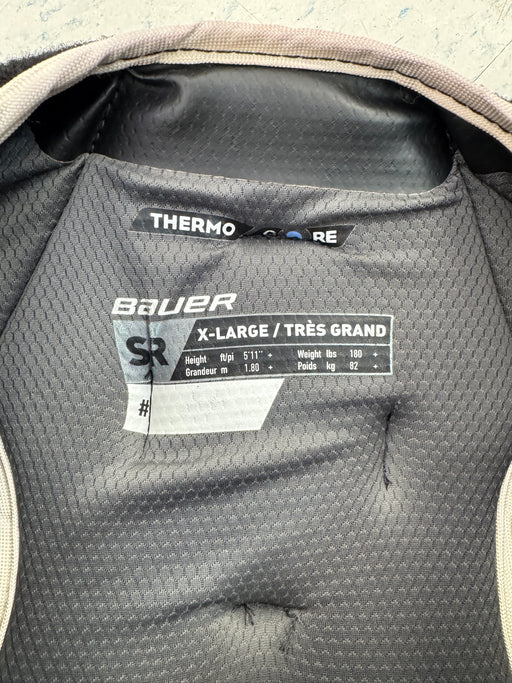 THERMO CORE
BAUER
SR
X-LARGE / TRÈS GRAND
Height ft/pi 5'11" + Weight lbs 180 +
Grandeur m 1.80 + Poids kg 82 +
#